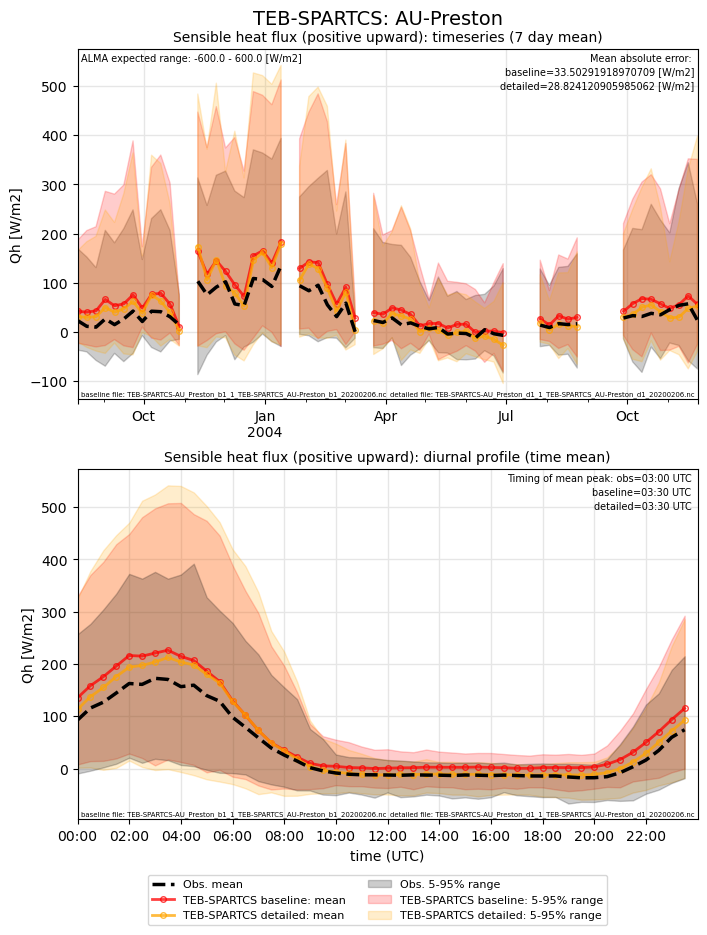 TEB-SPARTCS: AU-Preston
Sensible heat flux (positive upward): timeseries (7 day mean)
ALMA expected range: -600.0 - 600.0 [W/m2]
Mean absolute error:
baseline=33.50291918970709 [W/m2]
detailed=28.824120905985062 [W/m2]
Qh [W/m2]
500
400
300
200
100
0
−100
baseline file: TEB-SPARTCS-AU_Preston_b1_1_TEB-SPARTCS_AU-Preston_b1_20200206.nc detailed file: TEB-SPARTCS-AU_Preston_d1_1_TEB-SPARTCS_AU-Preston_d1_20200206.nc
Oct Jan Apr Jul Oct
2004
Sensible heat flux (positive upward): diurnal profile (time mean)
Timing of mean peak: obs=03:00 UTC
baseline=03:30 UTC
detailed=03:30 UTC
Qh [W/m2]
500
400
300
200
100
0
baseline file: TEB-SPARTCS-AU_Preston_b1_1_TEB-SPARTCS_AU-Preston_b1_20200206.nc detailed file: TEB-SPARTCS-AU_Preston_d1_1_TEB-SPARTCS_AU-Preston_d1_20200206.nc
00:00 02:00 04:00 06:00 08:00 10:00 12:00 14:00 16:00 18:00 20:00 22:00
time (UTC)
Obs. mean
TEB-SPARTCS baseline: mean
TEB-SPARTCS detailed: mean
Obs. 5-95% range
TEB-SPARTCS baseline: 5-95% range
TEB-SPARTCS detailed: 5-95% range